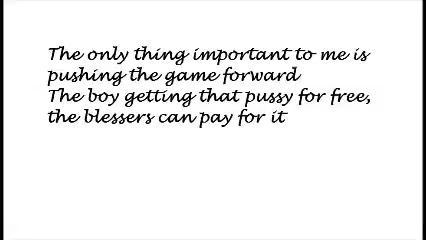 The only thing important to me is
pushing the game forward
The boy getting that pussy for free,
the blessers can pay for it